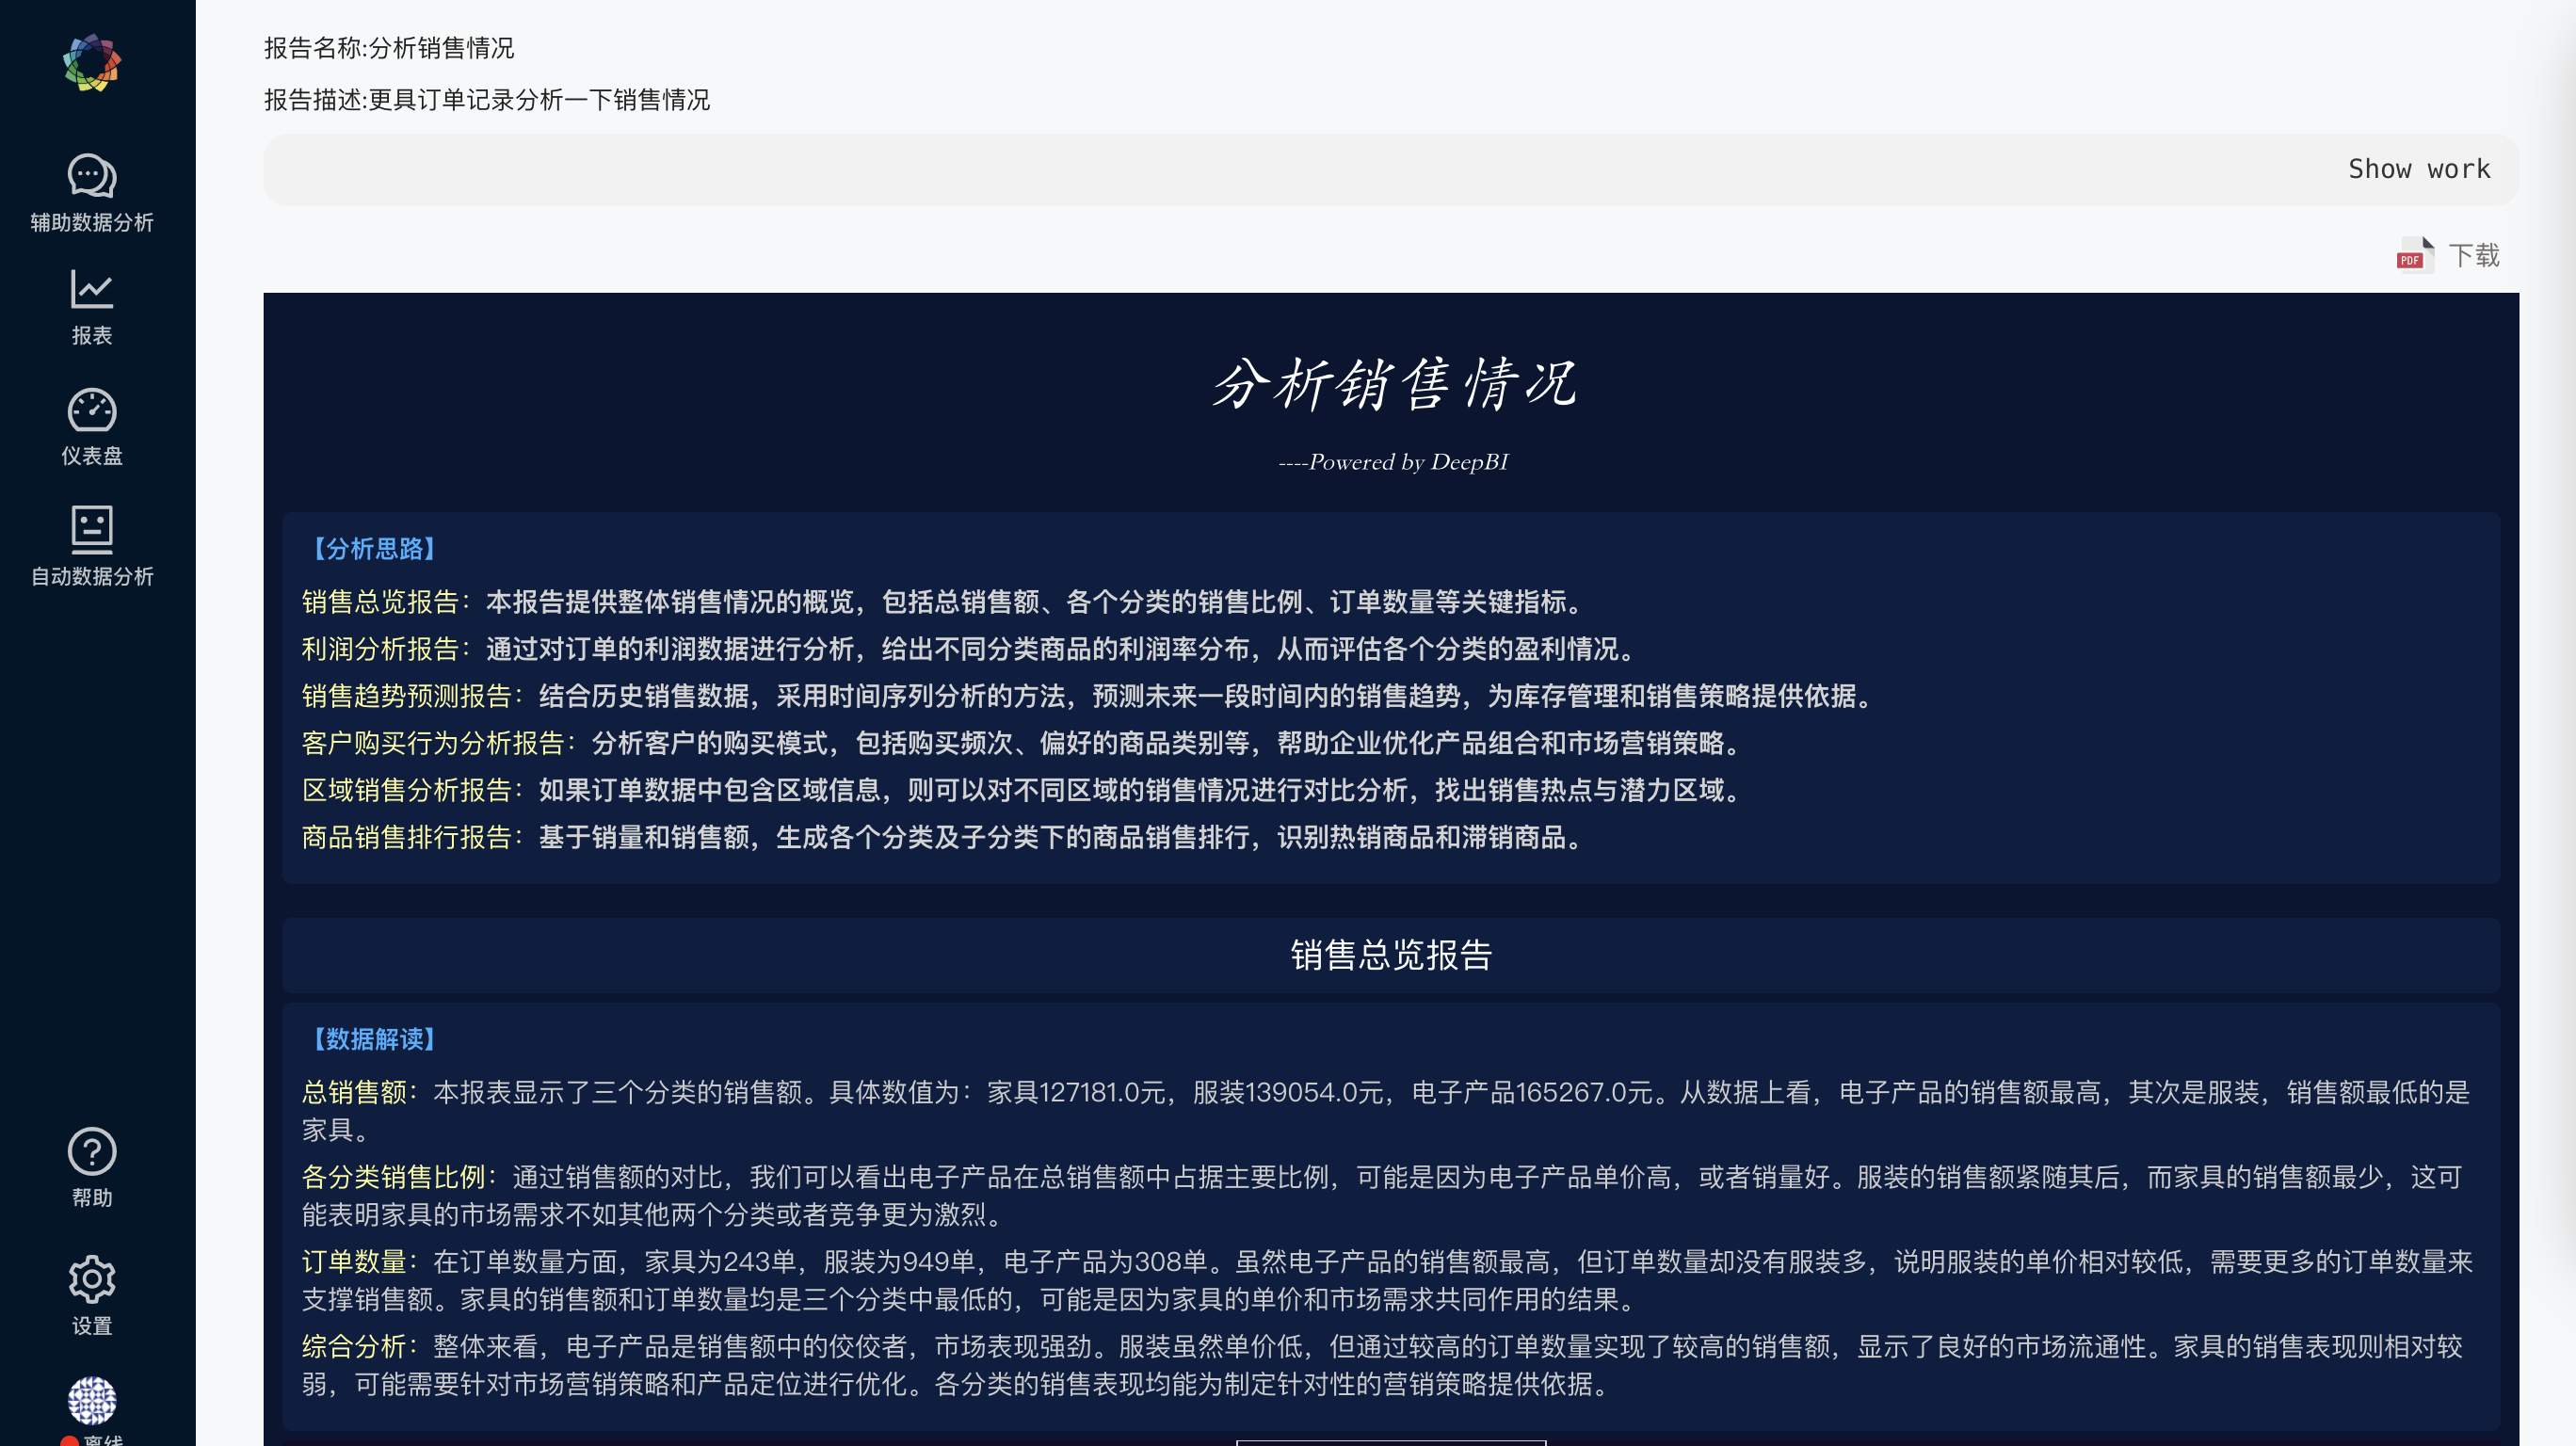 报告名称:分析销售情况
报告描述:更具订单记录分析一下销售情况
Show work
PDF 下载
辅助数据分析
报表
仪表盘
自动数据分析
帮助
设置
离线
分析销售情况
----Powered by DeepBI
【分析思路】
销售总览报告：本报告提供整体销售情况的概览，包括总销售额、各个分类的销售比例、订单数量等关键指标。
利润分析报告：通过对订单的利润数据进行分析，给出不同分类商品的利润率分布，从而评估各个分类的盈利情况。
销售趋势预测报告：结合历史销售数据，采用时间序列分析的方法，预测未来一段时间内的销售趋势，为库存管理和销售策略提供依据。
客户购买行为分析报告：分析客户的购买模式，包括购买频次、偏好的商品类别等，帮助企业优化产品组合和市场营销策略。
区域销售分析报告：如果订单数据中包含区域信息，则可以对不同区域的销售情况进行对比分析，找出销售热点与潜力区域。
商品销售排行报告：基于销量和销售额，生成各个分类及子分类下的商品销售排行，识别热销商品和滞销商品。
销售总览报告
【数据解读】
总销售额：本报表显示了三个分类的销售额。具体数值为：家具127181.0元，服装139054.0元，电子产品165267.0元。从数据上看，电子产品的销售额最高，其次是服装，销售额最低的是
家具。
各分类销售比例：通过销售额的对比，我们可以看出电子产品在总销售额中占据主要比例，可能是因为电子产品单价高，或者销量好。服装的销售额紧随其后，而家具的销售额最少，这可
能表明家具的市场需求不如其他两个分类或者竞争更为激烈。
订单数量：在订单数量方面，家具为243单，服装为949单，电子产品为308单。虽然电子产品的销售额最高，但订单数量却没有服装多，说明服装的单价相对较低，需要更多的订单数量来
支撑销售额。家具的销售额和订单数量均是三个分类中最低的，可能是因为家具的单价和市场需求共同作用的结果。
综合分析：整体来看，电子产品是销售额中的佼佼者，市场表现强劲。服装虽然单价低，但通过较高的订单数量实现了较高的销售额，显示了良好的市场流通性。家具的销售表现则相对较
弱，可能需要针对市场营销策略和产品定位进行优化。各分类的销售表现均能为制定针对性的营销策略提供依据。